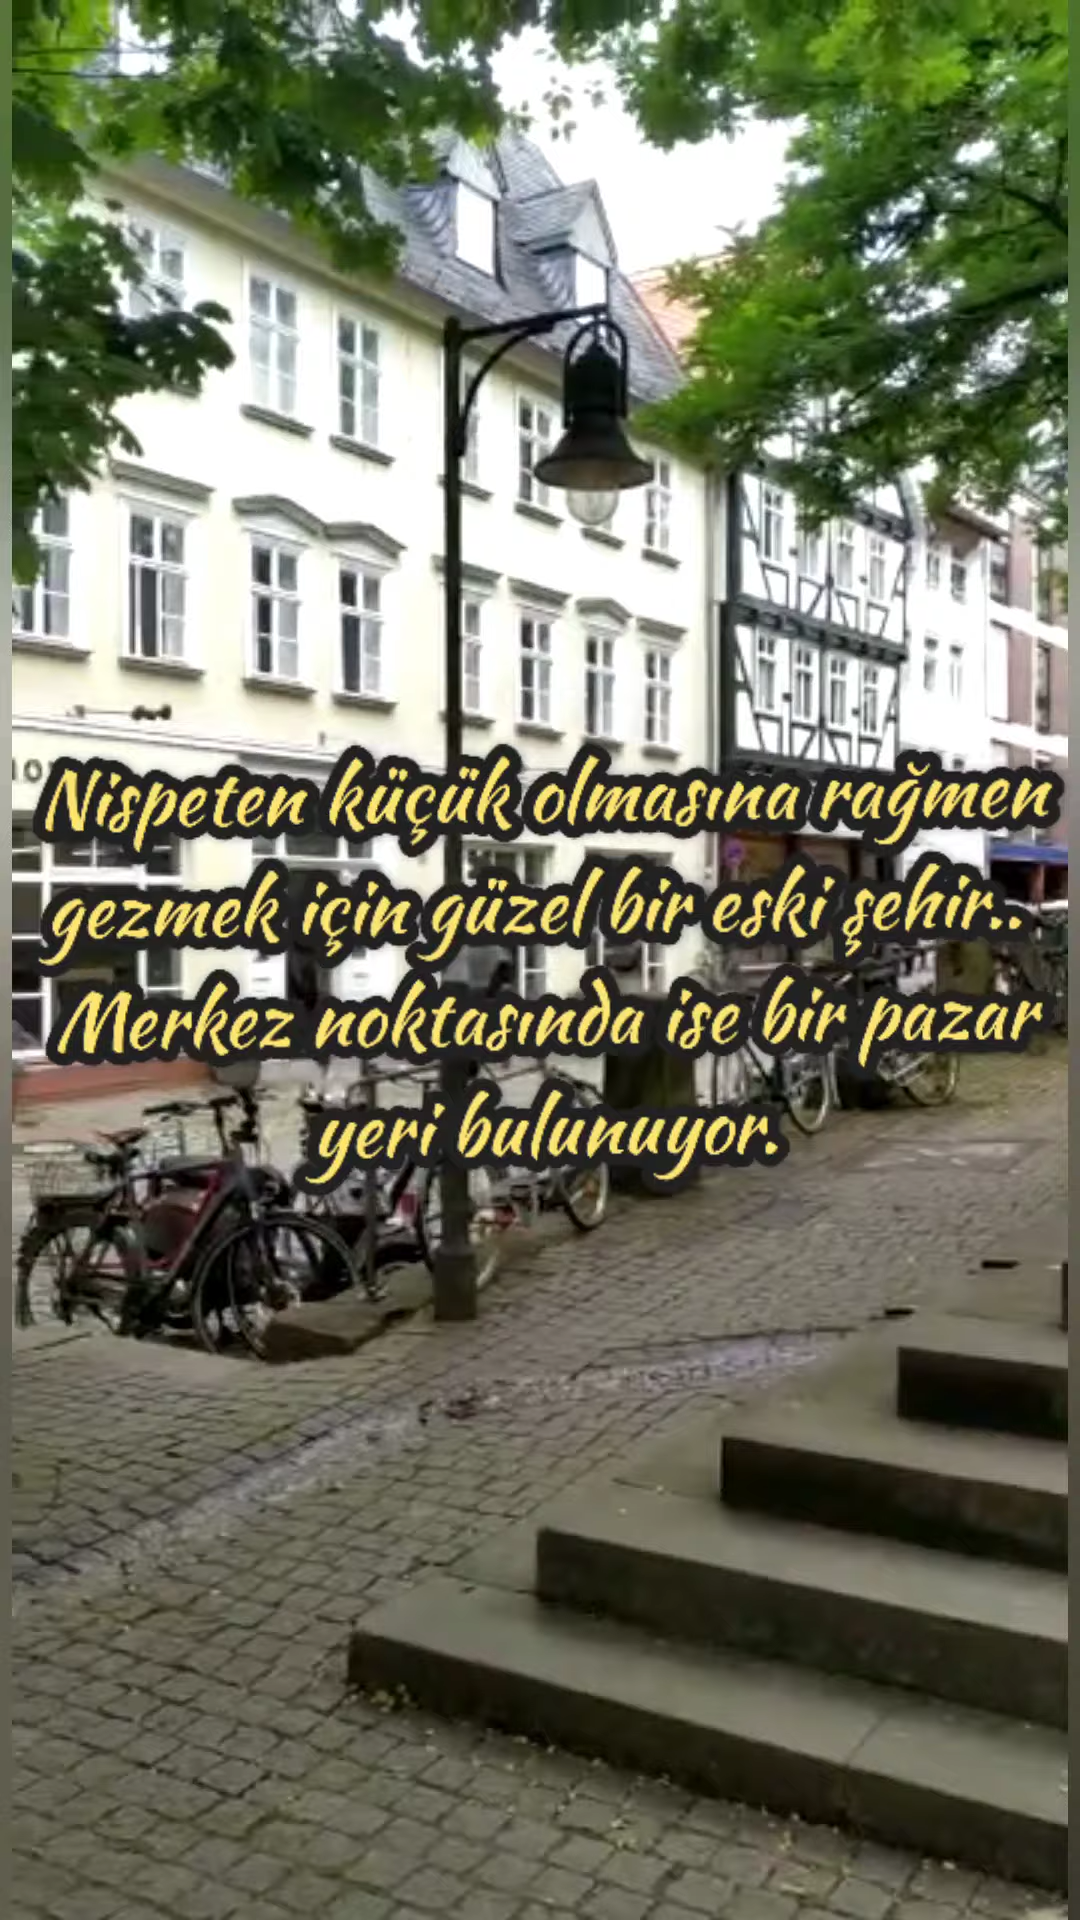 Nispeten küçük olmasına rağmen
gezmek için güzel bir eski şehir..
Merkez noktasında ise bir pazar
yeri bulunuyor.